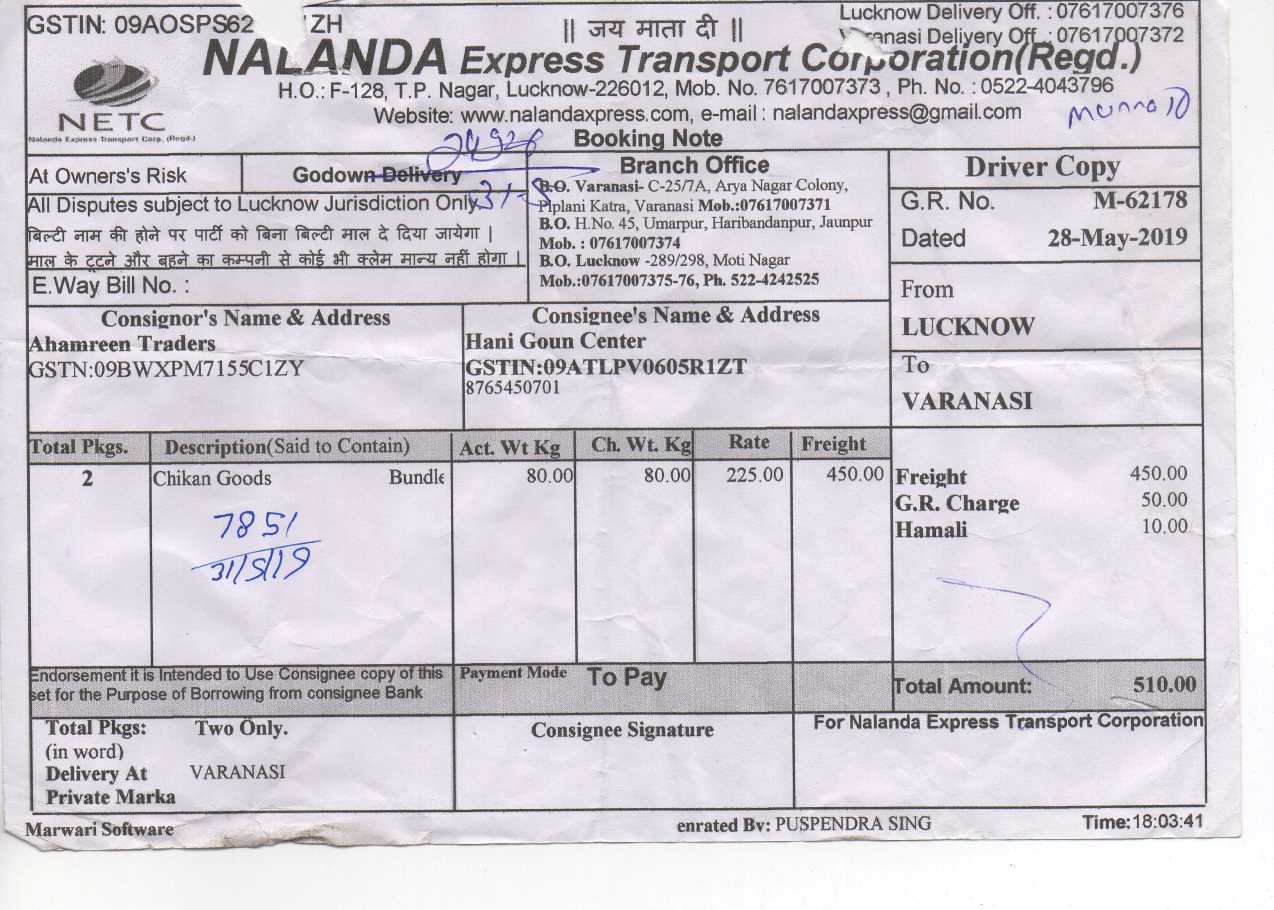 GSTIN: 09AOSPS62 ZH
|| जय माता दी ||
Lucknow Delivery Off. : 07617007376
Varanasi Delivery Off. : 07617007372
NALANDA Express Transport Corporation(Regd.)
H.O.: F-128, T.P. Nagar, Lucknow-226012, Mob. No. 7617007373 , Ph. No. : 0522-4043796
Website: www.nalandaxpress.com, e-mail : nalandaxpress@gmail.com
NETC
Nalanda Express Transport Corp. (Regd.)
Booking Note
At Owners's Risk
Godown Delivery
All Disputes subject to Lucknow Jurisdiction Only.
बिल्टी नाम की होने पर पार्टी को बिना बिल्टी माल दे दिया जायेगा |
माल के टूटने और बहने का कम्पनी से कोई भी क्लेम मान्य नहीं होगा |
E.Way Bill No. :
Branch Office
B.O. Varanasi- C-25/7A, Arya Nagar Colony,
Piplani Katra, Varanasi Mob.:07617007371
B.O. H.No. 45, Umarpur, Haribandanpur, Jaunpur
Mob. : 07617007374
B.O. Lucknow -289/298, Moti Nagar
Mob.:07617007375-76, Ph. 522-4242525
Driver Copy
G.R. No. M-62178
Dated 28-May-2019
From
LUCKNOW
To
VARANASI
Consignor's Name & Address
Ahamreen Traders
GSTN:09BWXPM7155C1ZY
Consignee's Name & Address
Hani Goun Center
GSTIN:09ATLPV0605R1ZT
8765450701
Total Pkgs. Description(Said to Contain) Act. Wt Kg Ch. Wt. Kg Rate Freight
2 Chikan Goods Bundle 80.00 80.00 225.00 450.00
7851
Freight 450.00
G.R. Charge 50.00
Hamali 10.00
Endorsement it is Intended to Use Consignee copy of this
set for the Purpose of Borrowing from consignee Bank
Payment Mode To Pay
Total Amount: 510.00
Total Pkgs: Two Only.
(in word)
Delivery At VARANASI
Private Marka
Consignee Signature
For Nalanda Express Transport Corporation
Marwari Software
enrated By: PUSPENDRA SING
Time:18:03:41